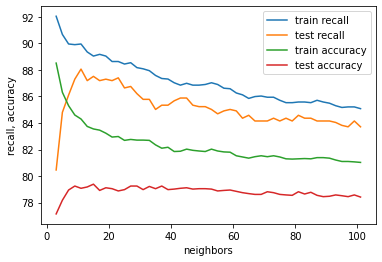 92
90
88
86
84
82
80
78
recall, accuracy
train recall
test recall
train accuracy
test accuracy
0
20
40
60
80
100
neighbors